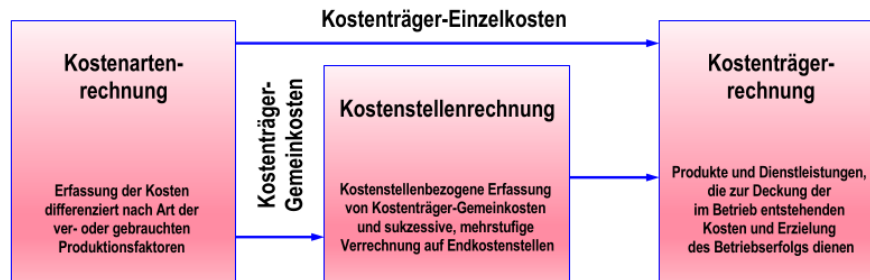 Kostenträger-Einzelkosten
Kostenarten-
rechnung
Erfassung der Kosten
differenziert nach Art der
ver- oder gebrauchten
Produktionsfaktoren
Kostenträger-
Gemeinkosten
Kostenstellenrechnung
Kostenstellenbezogene Erfassung
von Kostenträger-Gemeinkosten
und sukzessive, mehrstufige
Verrechnung auf Endkostenstellen
Kostenträger-
rechnung
Produkte und Dienstleistungen,
die zur Deckung der
im Betrieb entstehenden
Kosten und Erzielung
des Betriebserfolgs dienen